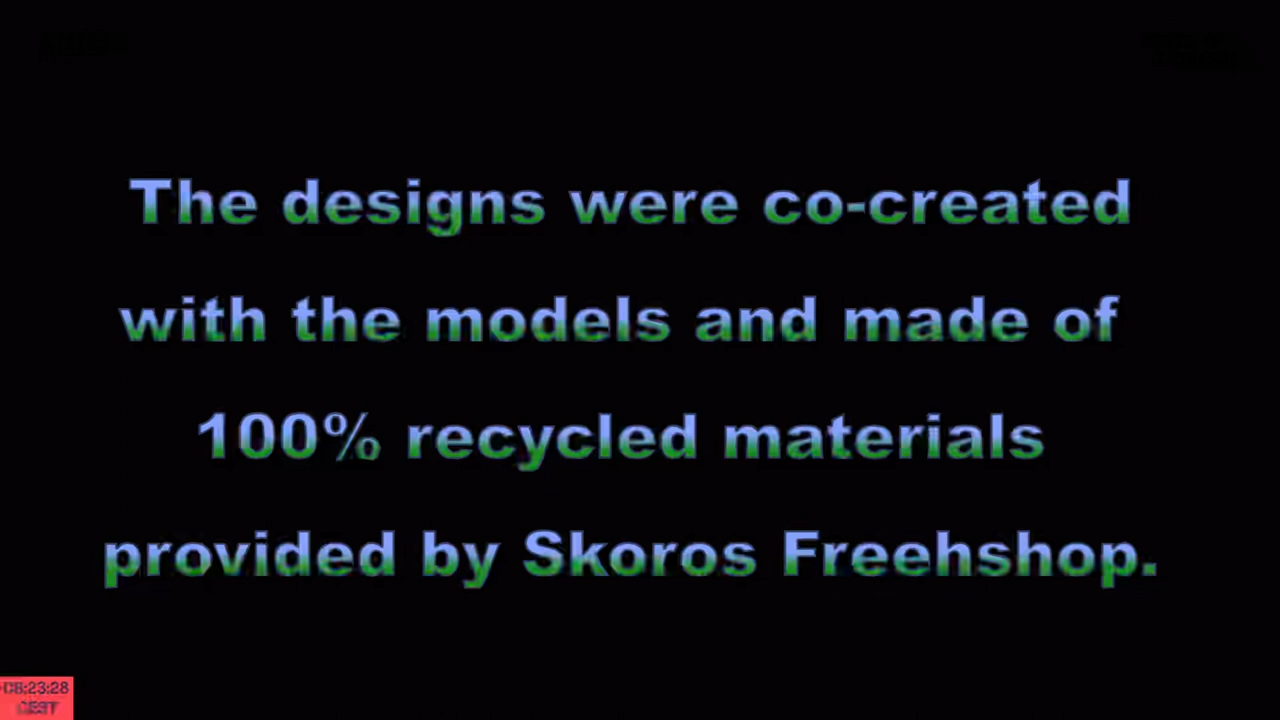 The designs were co-created
with the models and made of
100% recycled materials
provided by Skoros Freehshop.